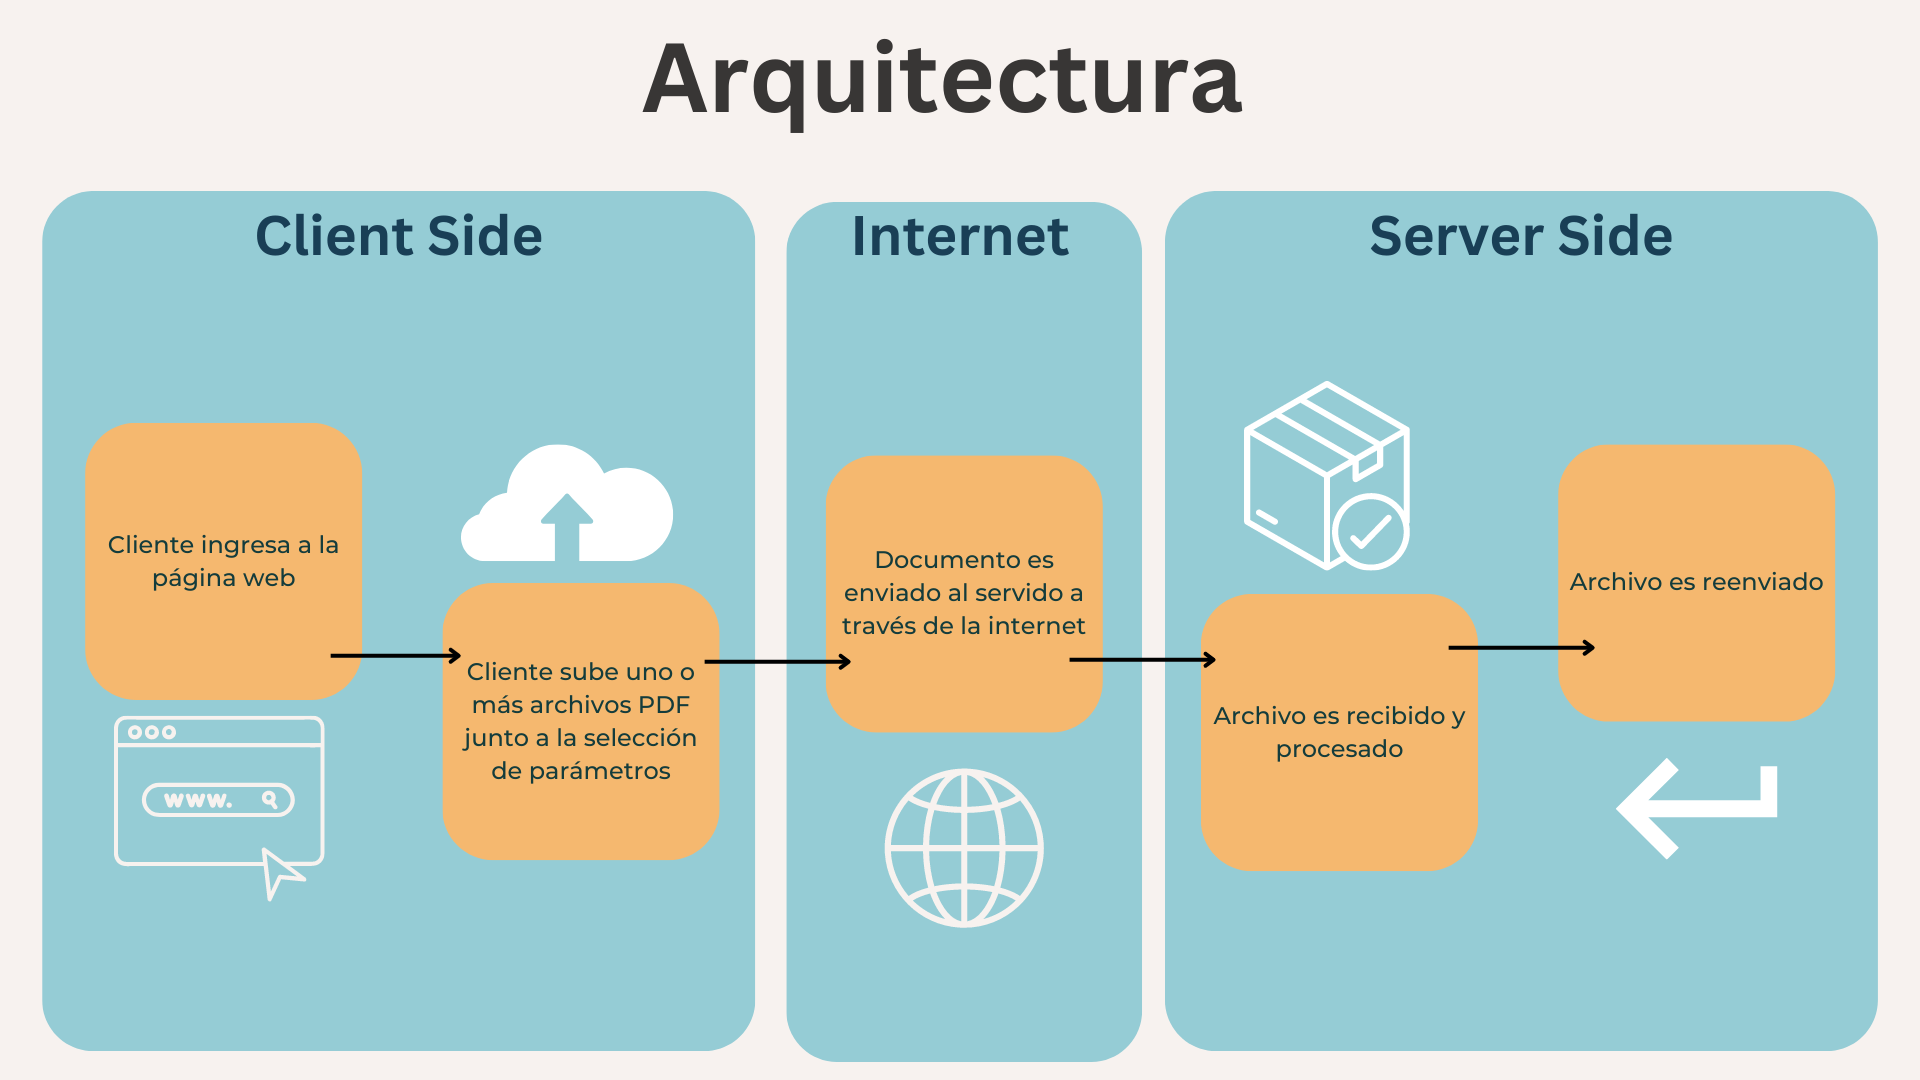 Arquitectura
Client Side
Internet
Server Side
Cliente ingresa a la
página web
www.
Cliente sube uno o
más archivos PDF
junto a la selección
de parámetros
Documento es
enviado al servido a
través de la internet
Archivo es recibido y
procesado
Archivo es reenviado